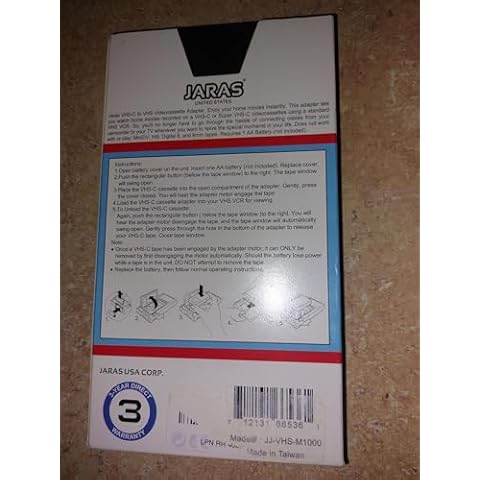 JARAS
UNITED STATES
VHS-C to VHS videocassette Adapter. Enjoy your home movies instantly. This adapter lets
you watch home movies recorded on a VHS-C or Super VHS-C videocassettes using a standard
VHS VCR. So, you'll no longer have to go through the hassle of connecting cables from your
camcorder to your TV whenever you want to relive the special moments in your life. Does not work
with or play: MiniDV, Hi8, Digital 8, and 8mm tapes. Requires 1 AA Battery (not included).
Instructions:
1.Open battery cover on the unit. Insert one AA battery (not included). Replace cover.
2.Push the rectangular button (below the tape window) to the right. The tape window
will swing open.
3.Place the VHS-C cassette into the open compartment of the adapter. Gently, press
the cover closed. You will hear the adapter motor engage the tape.
4.Load the VHS-C cassette adapter into your VHS VCR for viewing.
5.To Unload the VHS-C cassette:
Again, push the rectangular button ( below the tape window) to the right. You will
hear the adapter motor disengage the tape, and the tape window will automatically
swing open. Gently press through the hole in the bottom of the adapter to release
your VHS-C tape. Close tape window.
Note:
• Once a VHS-C tape has been engaged by the adapter motor; it can ONLY be
removed by first disengaging the motor automatically. Should the battery lose power
while a tape is in the unit, DO NOT attempt to remove the tape.
• Replace the battery, then follow normal operating instructions.
1. 2. 3. 4.
JARAS USA CORP.
3-YEAR DIRECT
3
WARRANTY
7 12131 86536
Model# : JJ-VHS-M1000
LPN RH
Made in Taiwan